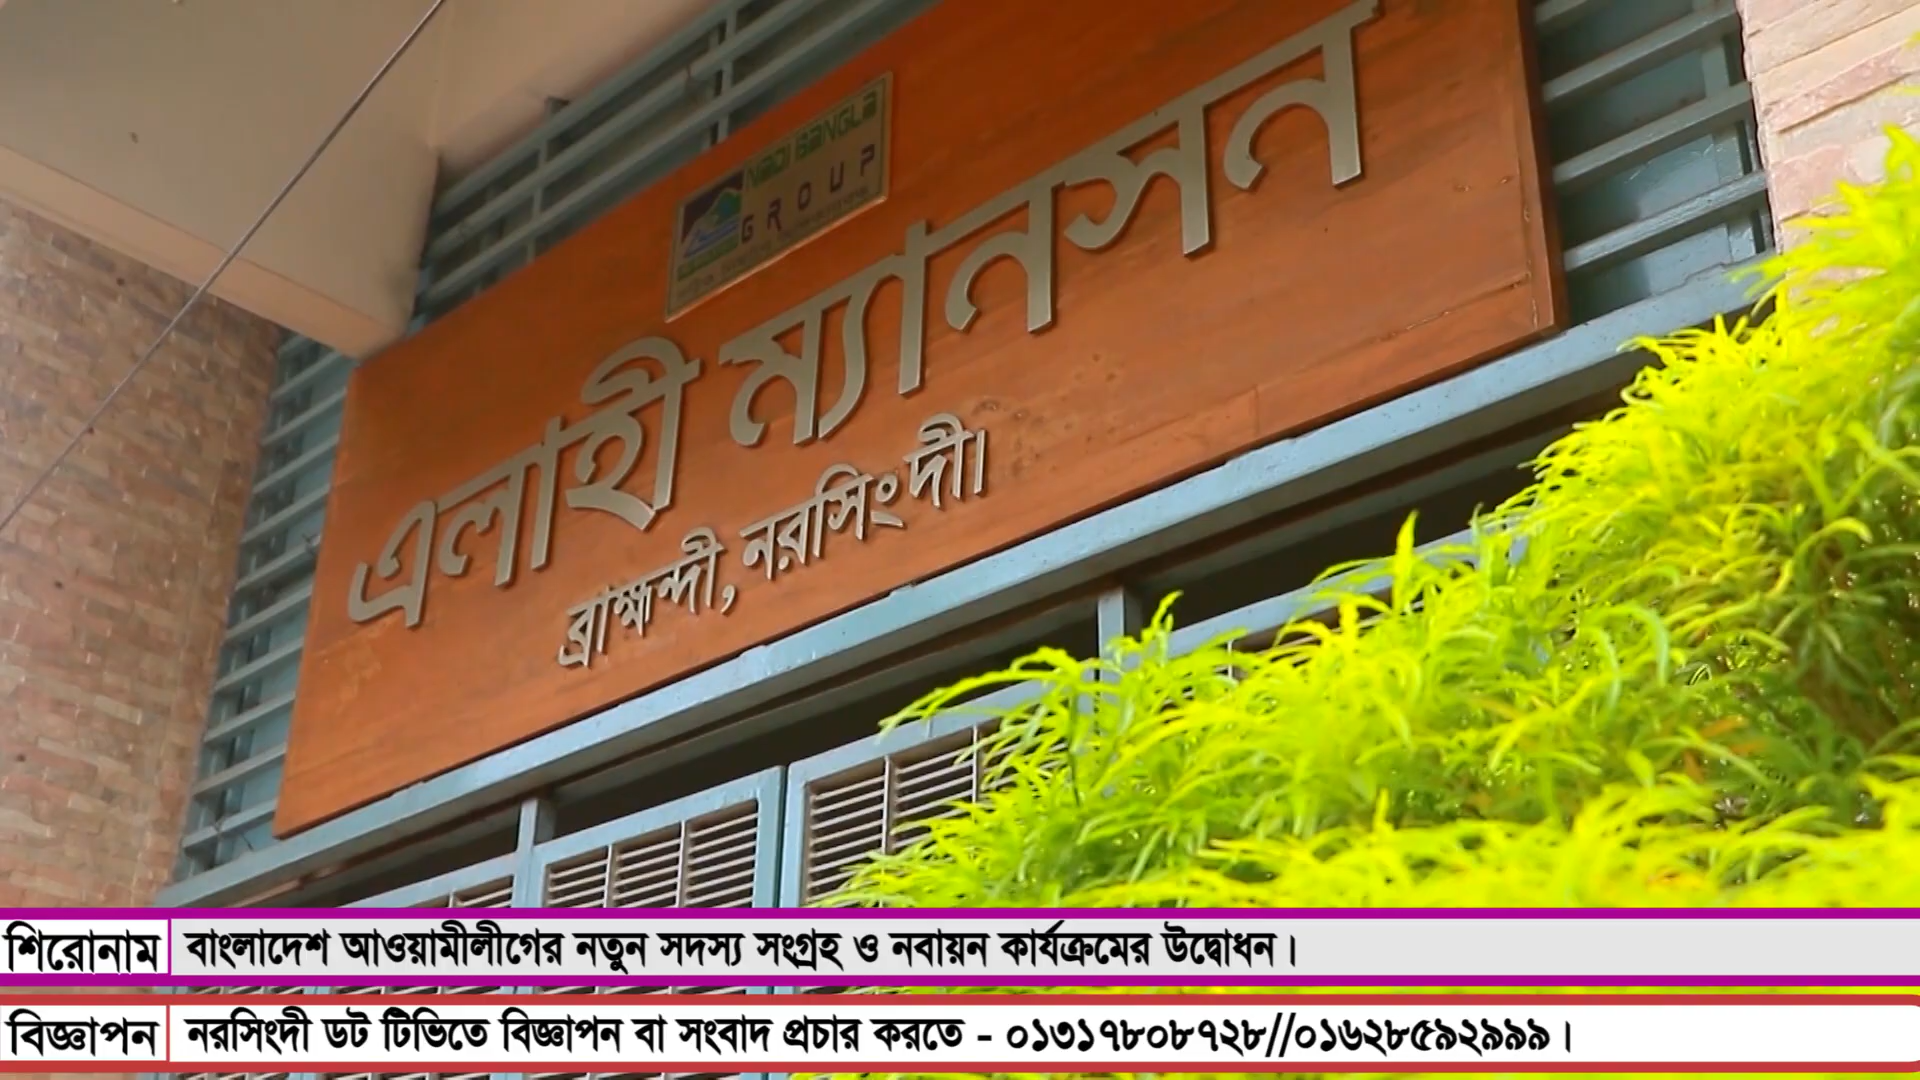 NADI BANGLA
GROUP
এলাহী ম্যানসন
ব্রাহ্মন্দী, নরসিংদী।
শিরোনাম
বাংলাদেশ আওয়ামীলীগের নতুন সদস্য সংগ্রহ ও নবায়ন কার্যক্রমের উদ্বোধন।
বিজ্ঞাপন
নরসিংদী ডট টিভিতে বিজ্ঞাপন বা সংবাদ প্রচার করতে - ০১৩১৭৮০৮৭২৮//০১৬২৮৫৯২৯৯৯।